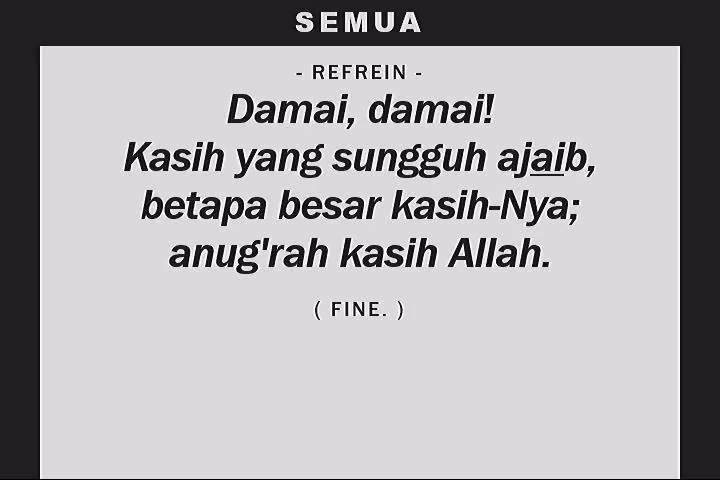 SEMUA
- REFREIN -
Damai, damai!
Kasih yang sungguh ajaib,
betapa besar kasih-Nya;
anug'rah kasih Allah.
( FINE. )